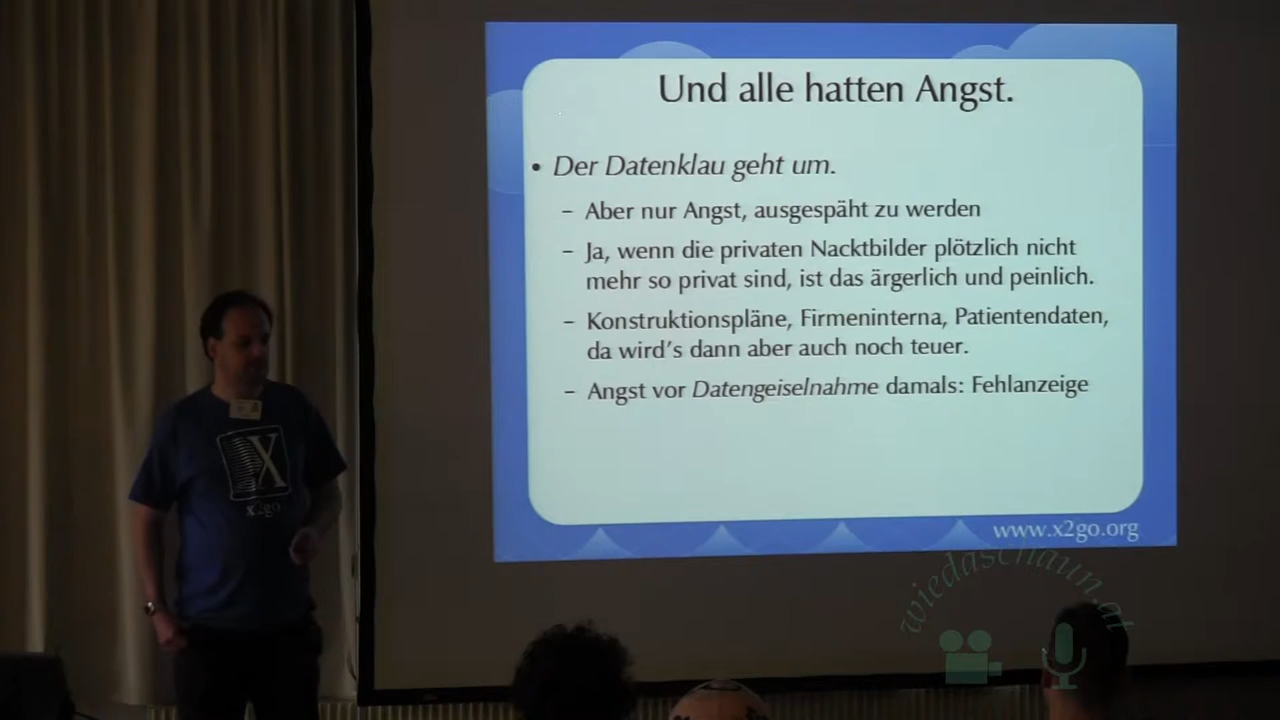 Und alle hatten Angst.
• Der Datenklau geht um.
– Aber nur Angst, ausgespäht zu werden
– Ja, wenn die privaten Nacktbilder plötzlich nicht
mehr so privat sind, ist das ärgerlich und peinlich.
– Konstruktionspläne, Firmeninterna, Patientendaten,
da wird's dann aber auch noch teuer.
– Angst vor Datengeiselnahme damals: Fehlanzeige
www.x2go.org
X
x2go
wiedaschaun.at